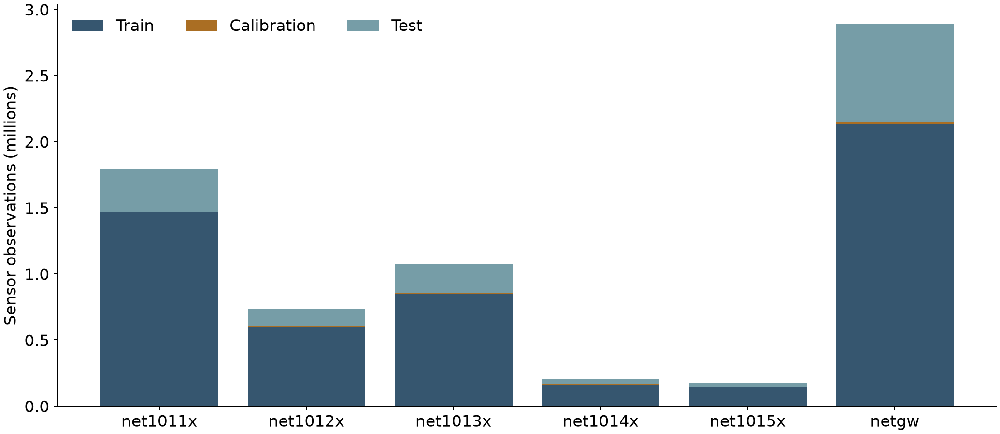 Train Calibration Test
Sensor observations (millions)
3.0
2.5
2.0
1.5
1.0
0.5
0.0
net1011x net1012x net1013x net1014x net1015x netgw